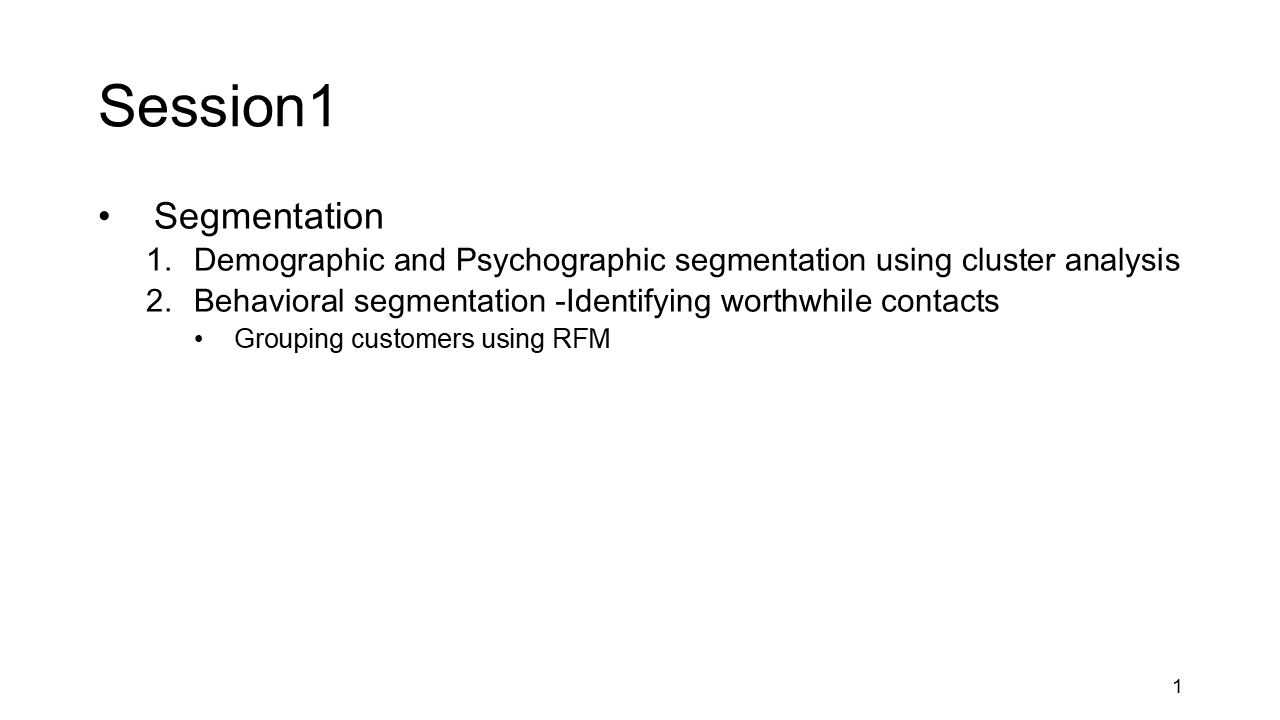 Session1
• Segmentation
1. Demographic and Psychographic segmentation using cluster analysis
2. Behavioral segmentation -Identifying worthwhile contacts
• Grouping customers using RFM
1